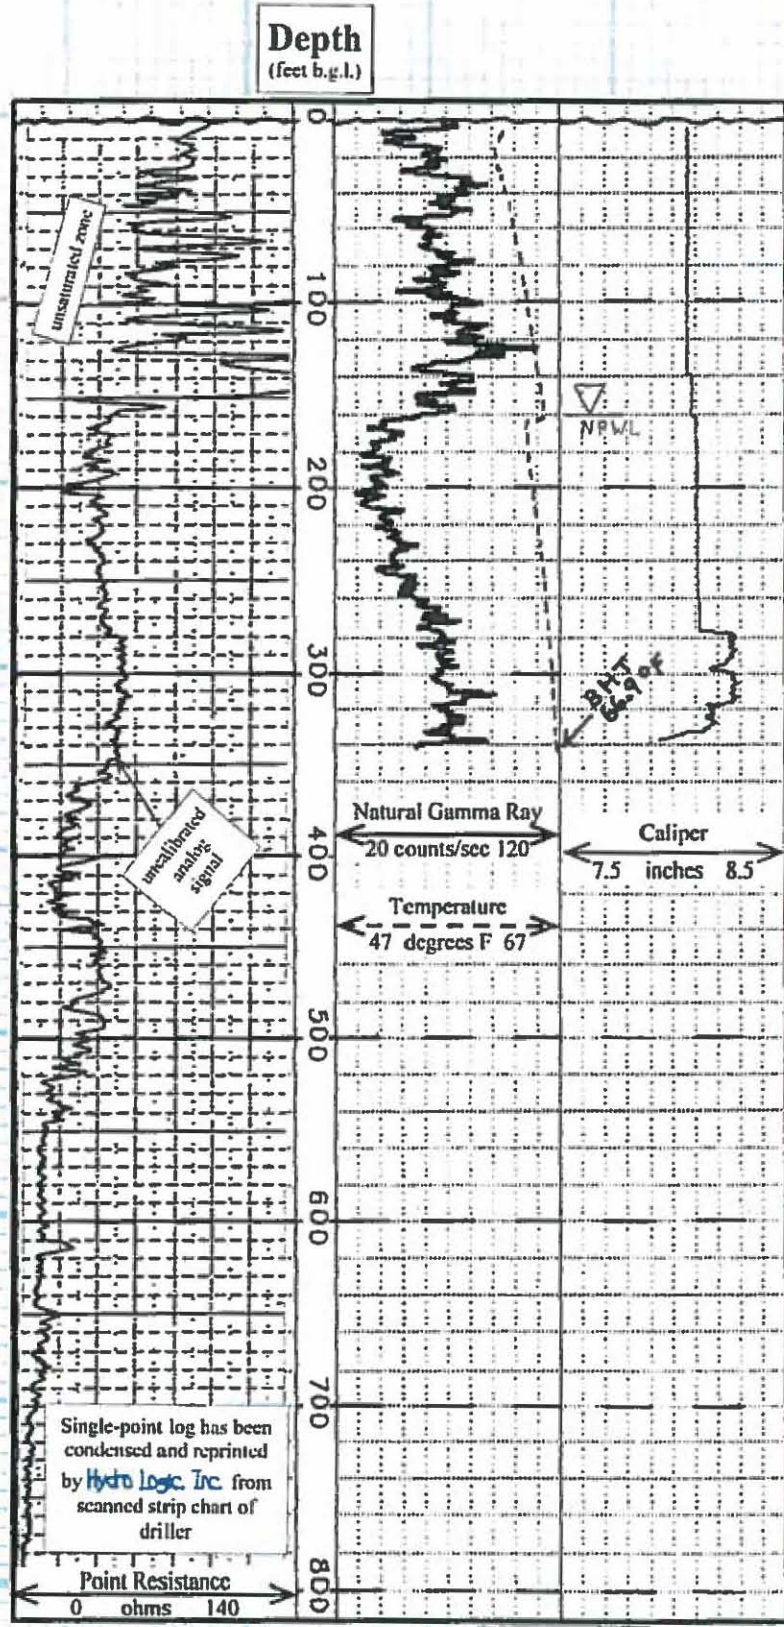 Depth
(feet b.g.l.)
0
unsaturated zone
100
NPWL
200
300
BHT
66.9 °F
uncalibrated
analog
signal
Natural Gamma Ray
20 counts/sec 120
Caliper
7.5 inches 8.5
400
Temperature
47 degrees F 67
500
600
700
Single-point log has been
condensed and reprinted
by Hydro Logic Inc. from
scanned strip chart of
driller
Point Resistance
0 ohms 140
800